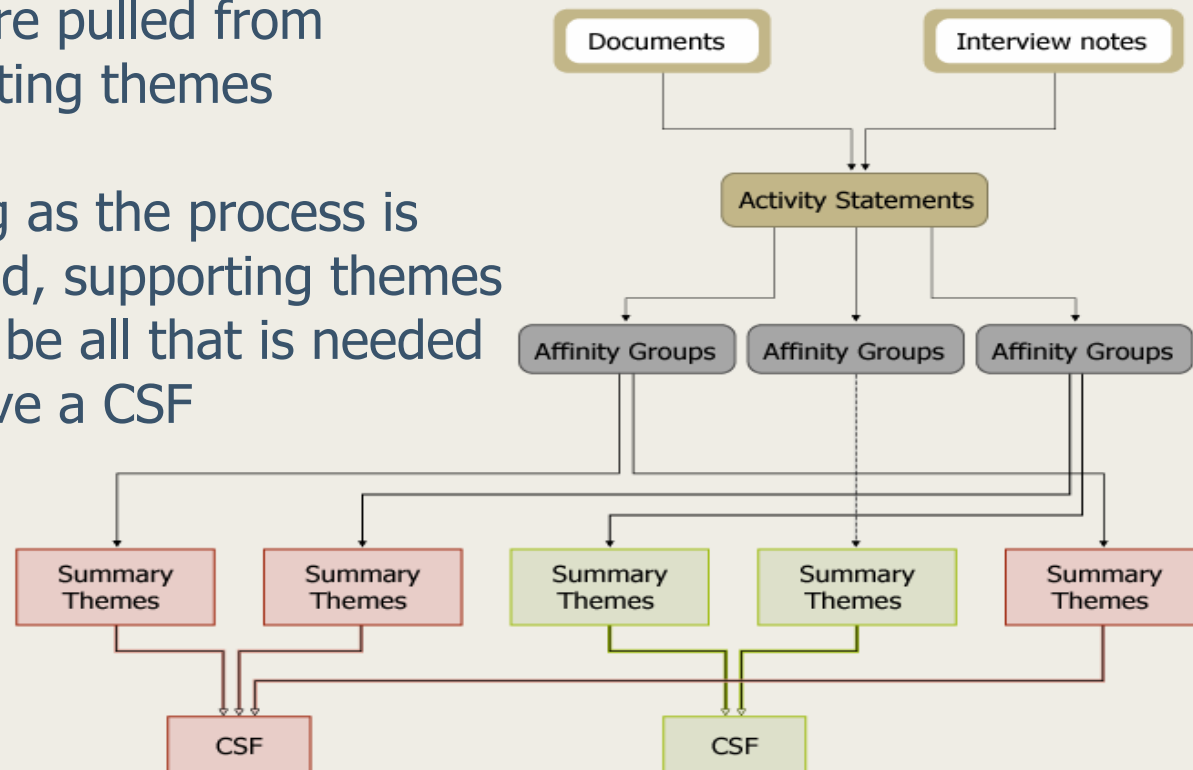 re pulled from
ting themes
g as the process is
d, supporting themes
be all that is needed
ve a CSF
Documents
Interview notes
Activity Statements
Affinity Groups
Affinity Groups
Affinity Groups
Summary
Themes
Summary
Themes
Summary
Themes
Summary
Themes
Summary
Themes
CSF
CSF